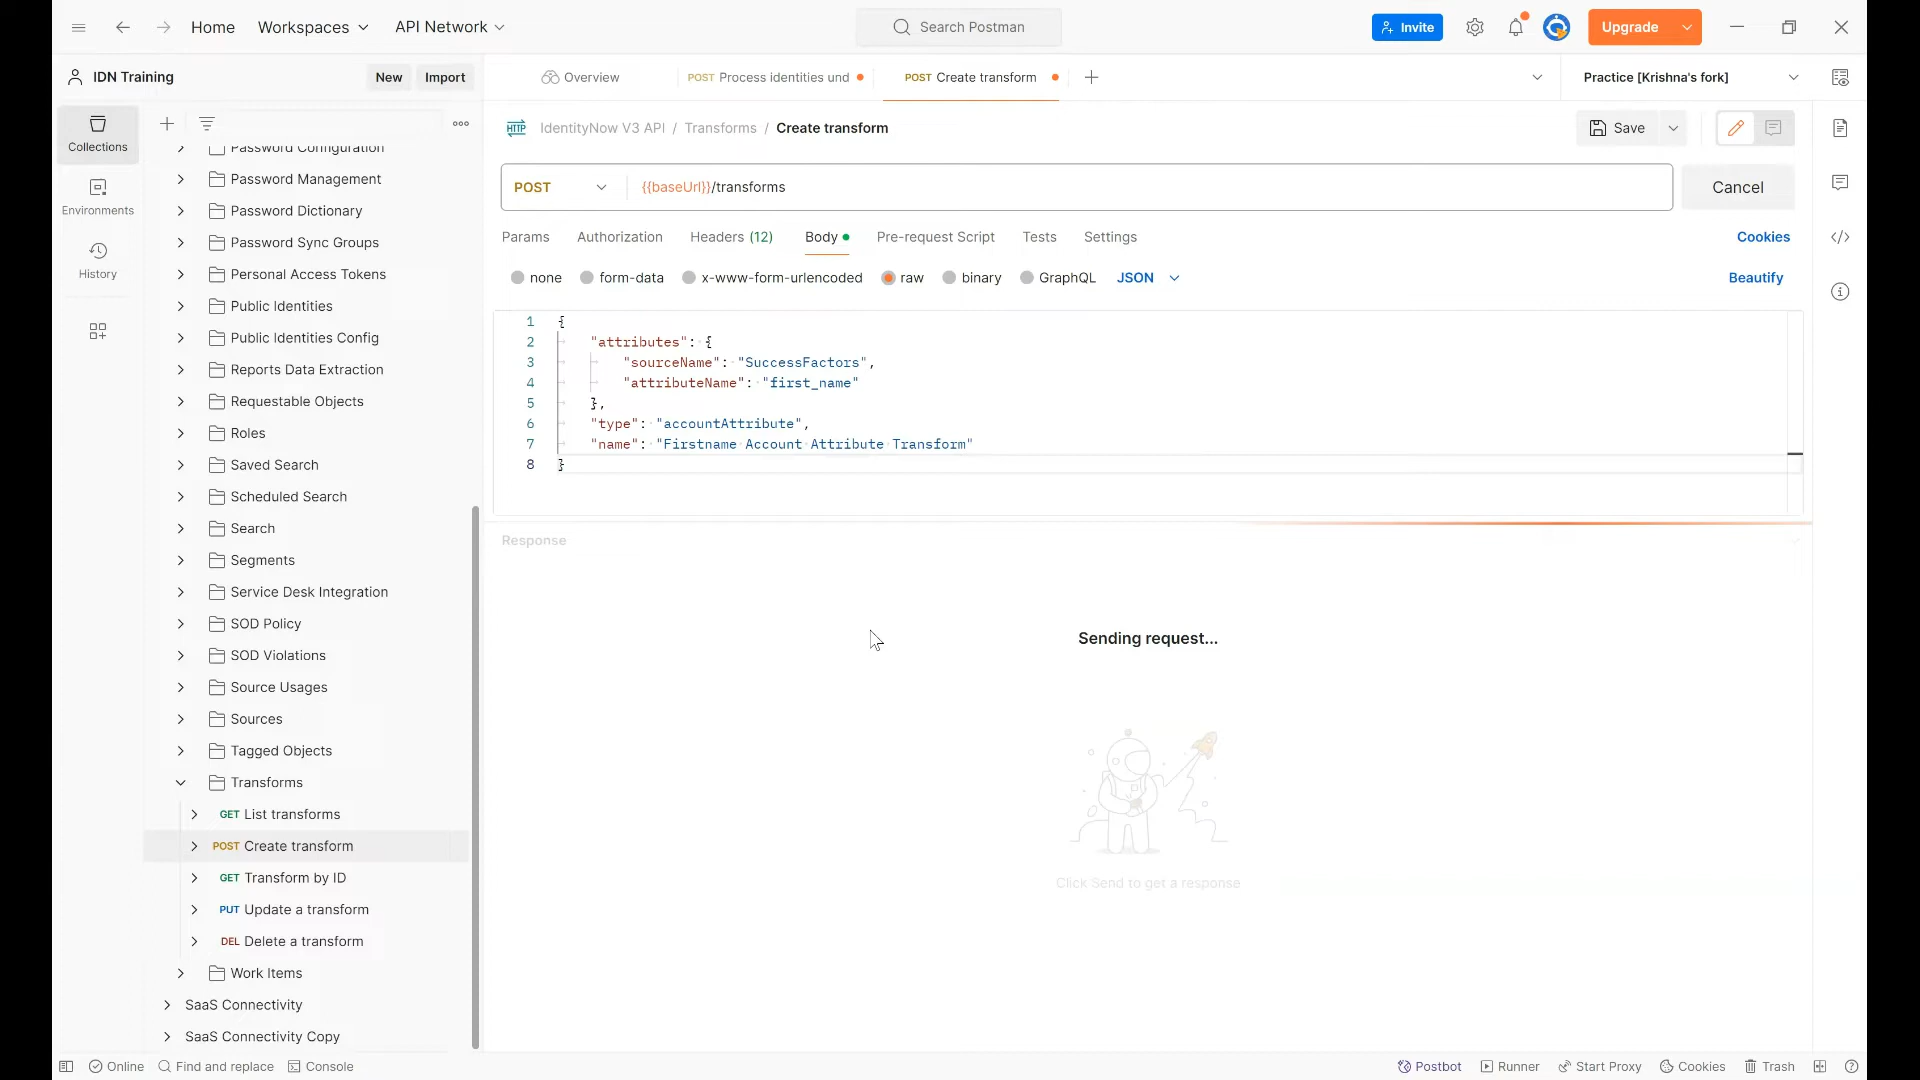 Home Workspaces API Network
Search Postman
Invite
Upgrade
IDN Training New Import
Overview
POST Process identities und
POST Create transform
Practice [Krishna's fork]
Collections
Environments
History
Password Configuration
Password Management
Password Dictionary
Password Sync Groups
Personal Access Tokens
Public Identities
Public Identities Config
Reports Data Extraction
Requestable Objects
Roles
Saved Search
Scheduled Search
Search
Segments
Service Desk Integration
SOD Policy
SOD Violations
Source Usages
Sources
Tagged Objects
Transforms
GET List transforms
POST Create transform
GET Transform by ID
PUT Update a transform
DEL Delete a transform
Work Items
SaaS Connectivity
SaaS Connectivity Copy
HTTP IdentityNow V3 API / Transforms / Create transform
Save
POST {{baseUrl}}/transforms
Cancel
Params Authorization Headers (12) Body Pre-request Script Tests Settings
Cookies
none form-data x-www-form-urlencoded raw binary GraphQL JSON
Beautify
1 {
2 "attributes": {
3 "sourceName": "SuccessFactors",
4 "attributeName": "first_name"
5 },
6 "type": "accountAttribute",
7 "name": "Firstname Account Attribute Transform"
8 }
Response
Sending request...
Click Send to get a response
Online Find and replace Console
Postbot Runner Start Proxy Cookies Trash